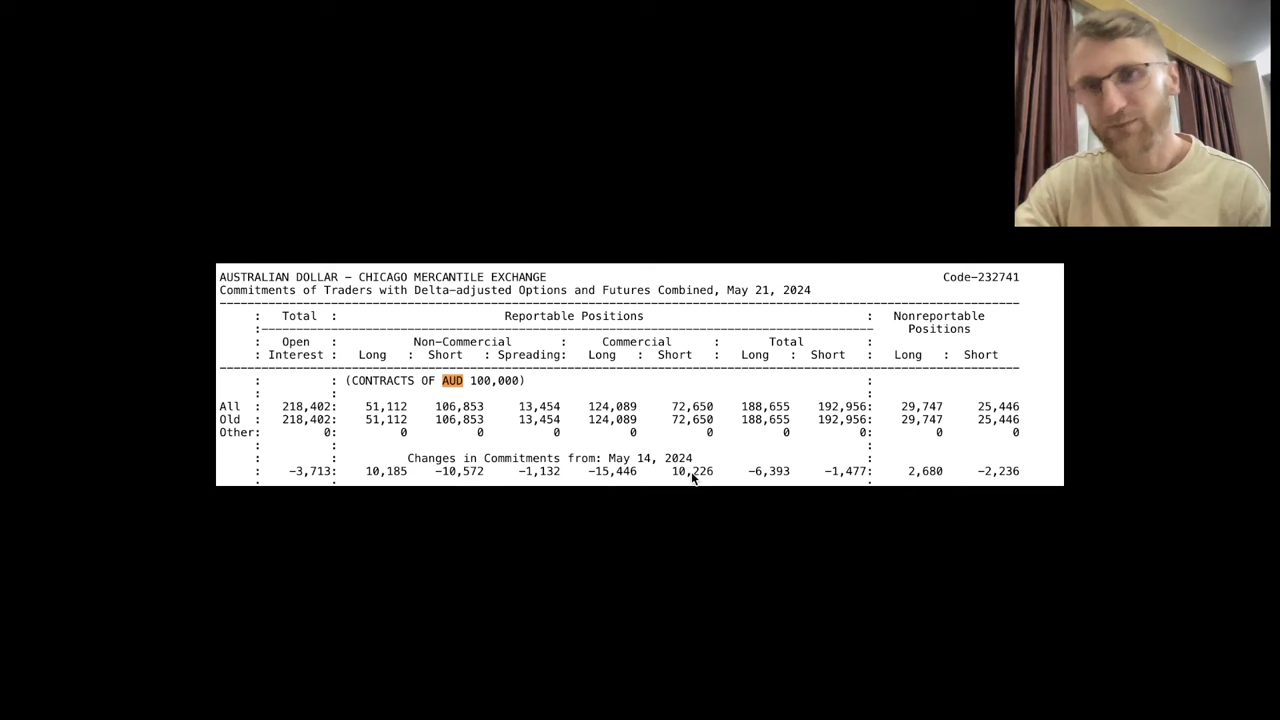 AUSTRALIAN DOLLAR - CHICAGO MERCANTILE EXCHANGE Code-232741
Commitments of Traders with Delta-adjusted Options and Futures Combined, May 21, 2024
: Total : Reportable Positions : Nonreportable
: Positions
: Open : Non-Commercial : Commercial : Total :
: Interest : Long : Short : Spreading: Long : Short : Long : Short : Long : Short
: : (CONTRACTS OF AUD 100,000) :
: : :
All : 218,402: 51,112 106,853 13,454 124,089 72,650 188,655 192,956: 29,747 25,446
Old : 218,402: 51,112 106,853 13,454 124,089 72,650 188,655 192,956: 29,747 25,446
Other: 0: 0 0 0 0 0 0 0: 0 0
: : :
: : Changes in Commitments from: May 14, 2024 :
: -3,713: 10,185 -10,572 -1,132 -15,446 10,226 -6,393 -1,477: 2,680 -2,236